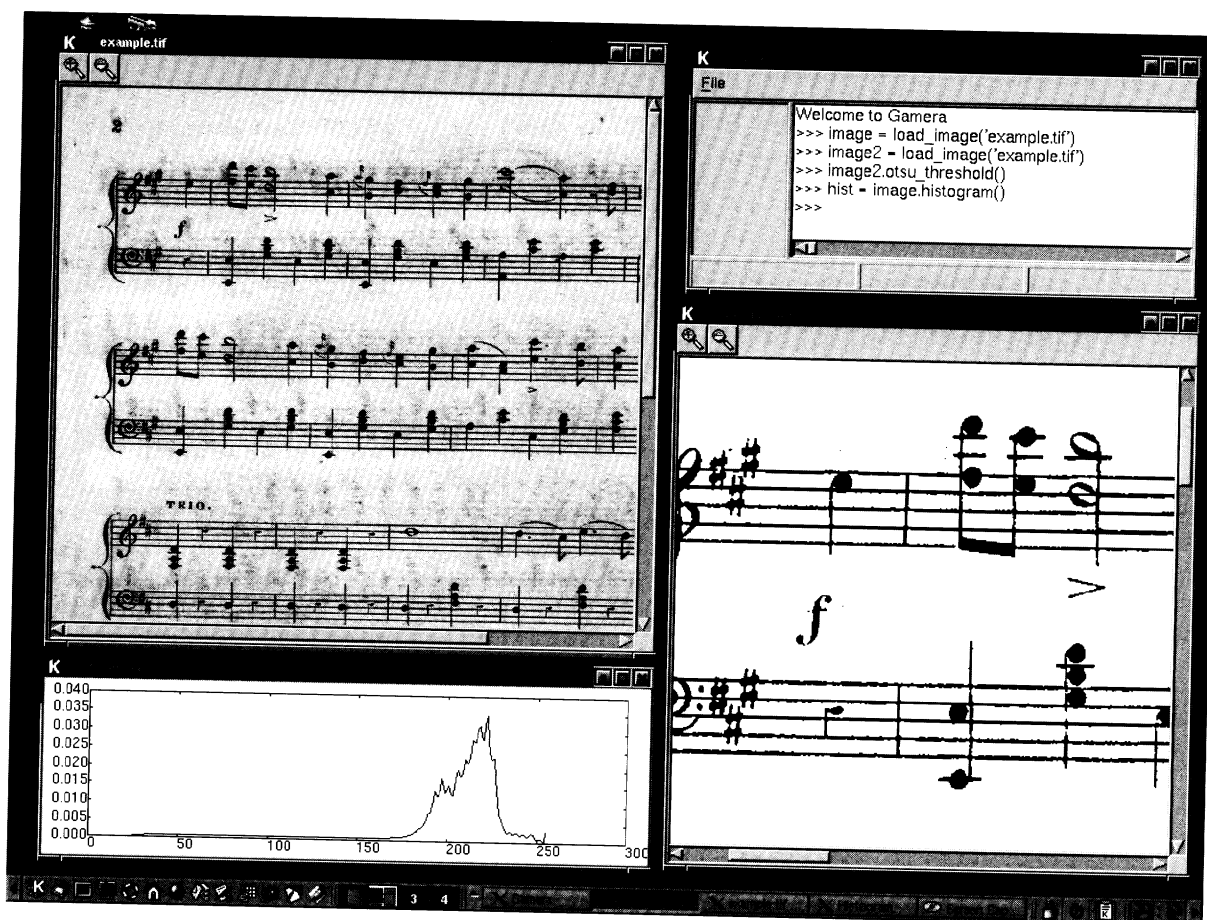 K example.tif
2
f
TRIO.
K
File
Welcome to Gamera
>>> image = load_image('example.tif')
>>> image2 = load_image('example.tif')
>>> image2.otsu_threshold()
>>> hist = image.histogram()
>>>
K
f
K
0.040
0.035
0.030
0.025
0.020
0.015
0.010
0.005
0.000
0 50 100 150 200 250 300
K 3 4